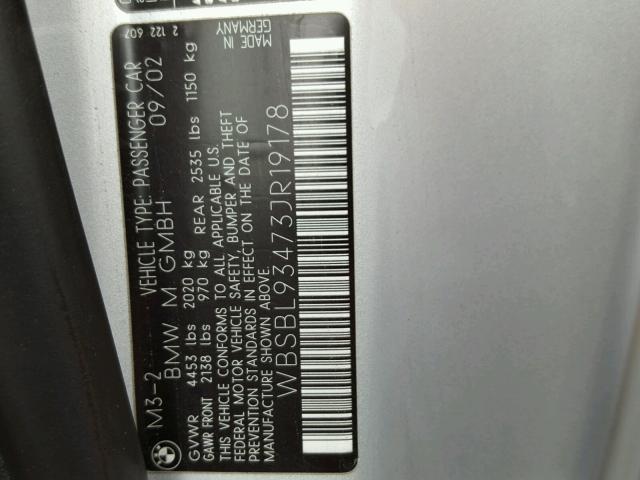 M3-2 VEHICLE TYPE: PASSENGER CAR 2 122 607
BMW M GMBH 09/02
GVWR 4453 lbs 2020 kg
GAWR FRONT 2138 lbs 970 kg REAR 2535 lbs 1150 kg
THIS VEHICLE CONFORMS TO ALL APPLICABLE U.S.
FEDERAL MOTOR VEHICLE SAFETY, BUMPER AND THEFT
PREVENTION STANDARDS IN EFFECT ON THE DATE OF
MANUFACTURE SHOWN ABOVE.
MADE IN
GERMANY
WBSBL93473JR19178